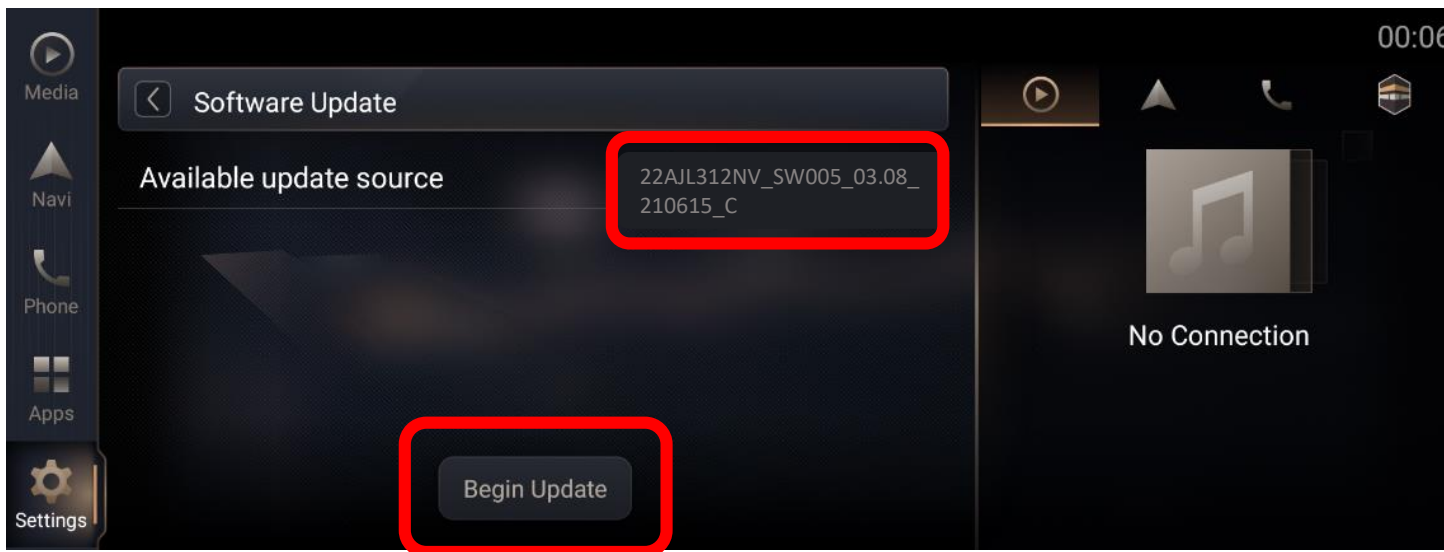 00:06
Media
Software Update
Available update source
22AJL312NV_SW005_03.08_
210615_C
Navi
Phone
No Connection
Apps
Begin Update
Settings